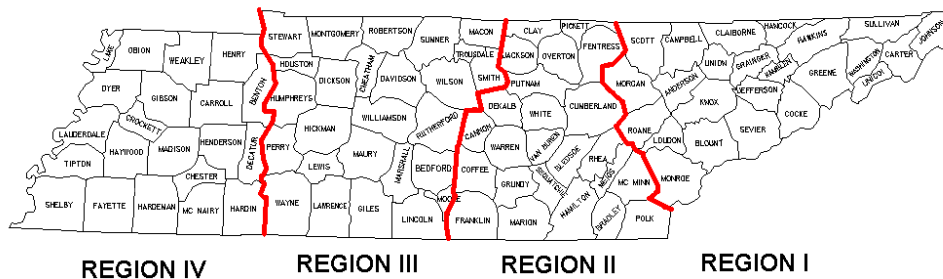 LAKE
OBION
WEAKLEY
HENRY
DYER
GIBSON
CARROLL
BENTON
CROCKETT
LAUDERDALE
HAYWOOD
MADISON
HENDERSON
DECATUR
TIPTON
CHESTER
SHELBY
FAYETTE
HARDEMAN
MC NAIRY
HARDIN
STEWART
MONTGOMERY
ROBERTSON
SUMNER
MACON
TROUSDALE
HOUSTON
DICKSON
CHEATHAM
DAVIDSON
WILSON
SMITH
HUMPHREYS
WILLIAMSON
RUTHERFORD
HICKMAN
PERRY
LEWIS
MAURY
MARSHALL
BEDFORD
MOORE
WAYNE
LAWRENCE
GILES
LINCOLN
CLAY
PICKETT
JACKSON
OVERTON
FENTRESS
PUTNAM
DEKALB
WHITE
CUMBERLAND
CANNON
WARREN
VAN BUREN
BLEDSOE
RHEA
MEIGS
COFFEE
GRUNDY
SEQUATCHIE
HAMILTON
MC MINN
BRADLEY
POLK
FRANKLIN
MARION
SCOTT
CAMPBELL
CLAIBORNE
HANCOCK
HAWKINS
SULLIVAN
JOHNSON
UNION
GRAINGER
HAMBLEN
WASHINGTON
CARTER
UNICOI
GREENE
MORGAN
ANDERSON
KNOX
JEFFERSON
COCKE
ROANE
LOUDON
BLOUNT
SEVIER
MONROE
REGION IV
REGION III
REGION II
REGION I